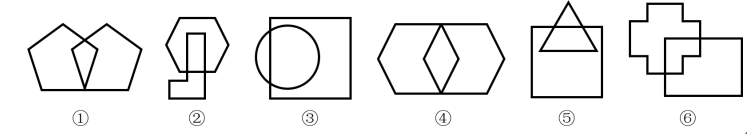 ① ② ③ ④ ⑤ ⑥